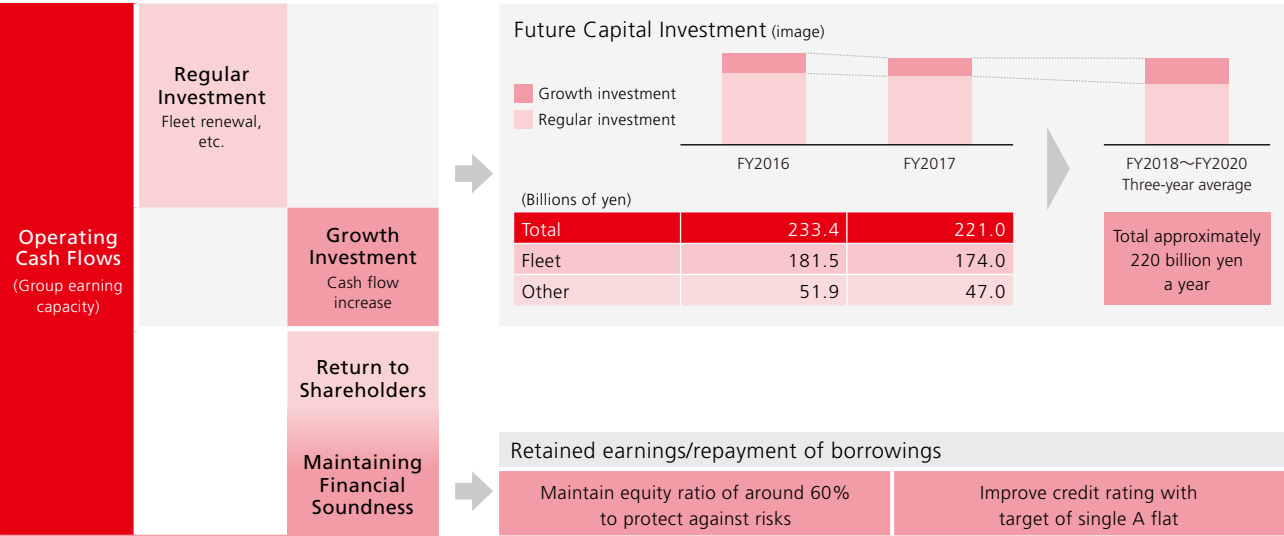 Operating
Cash Flows
(Group earning
capacity)
Regular
Investment
Fleet renewal,
etc.
Growth
Investment
Cash flow
increase
Return to
Shareholders
Maintaining
Financial
Soundness
Future Capital Investment (image)
Growth investment
Regular investment
FY2016 FY2017
FY2018～FY2020
Three-year average
(Billions of yen)
Total 233.4 221.0
Fleet 181.5 174.0
Other 51.9 47.0
Total approximately
220 billion yen
a year
Retained earnings/repayment of borrowings
Maintain equity ratio of around 60%
to protect against risks
Improve credit rating with
target of single A flat